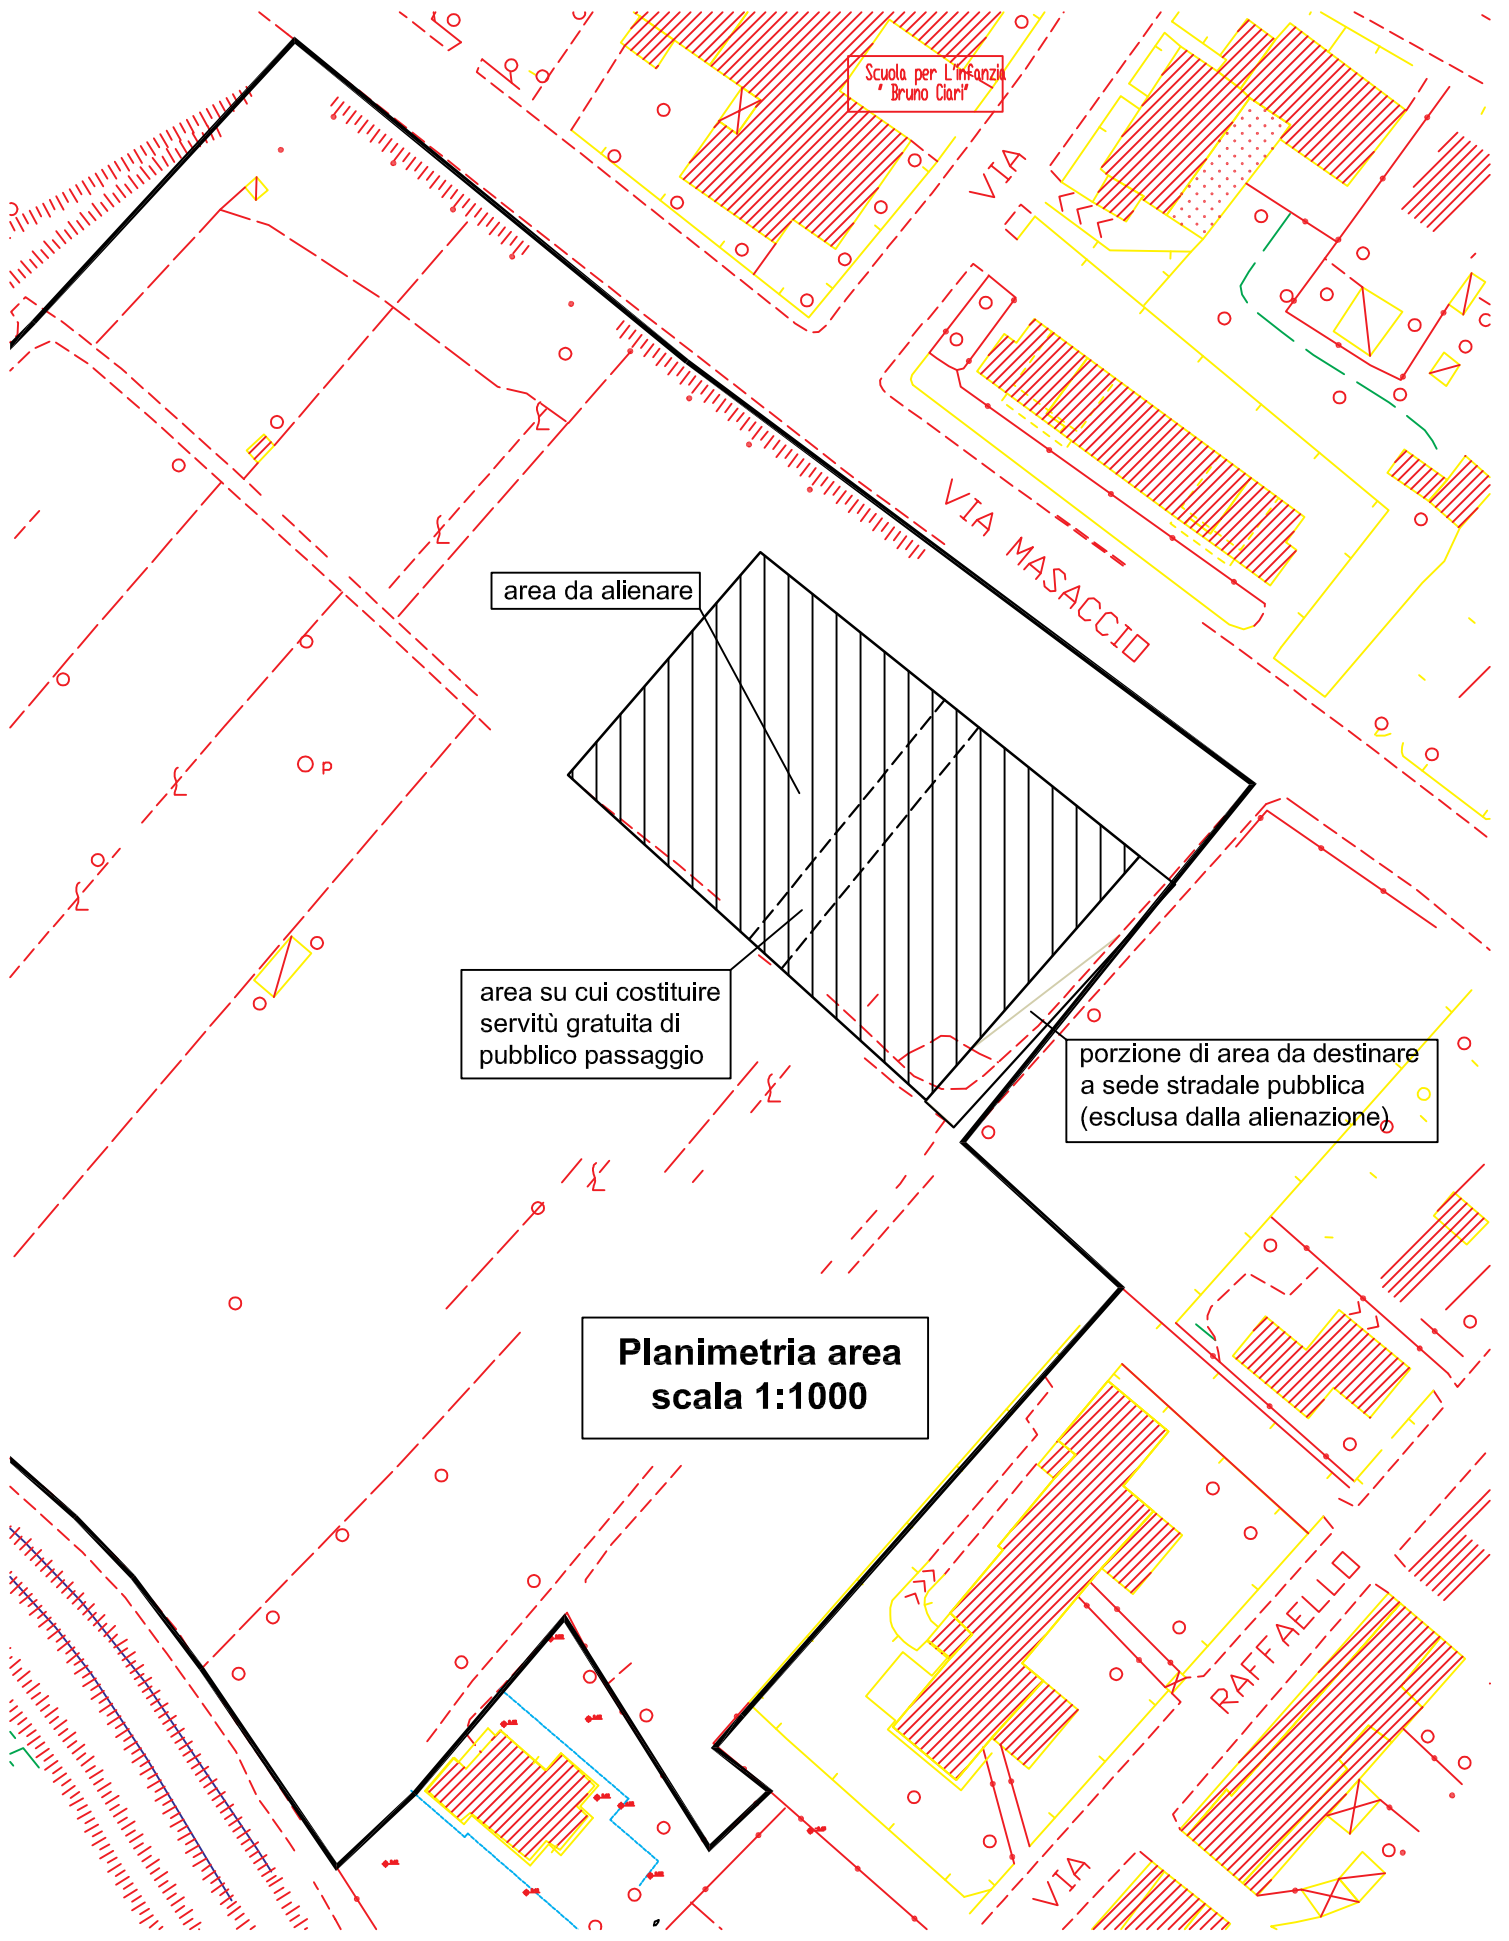 Scuola per L'infanzia
" Bruno Ciari"
VIA
VIA MASACCIO
area da alienare
P
area su cui costituire
servitù gratuita di
pubblico passaggio
porzione di area da destinare
a sede stradale pubblica
(esclusa dalla alienazione)
Planimetria area
scala 1:1000
VIA RAFFAELLO